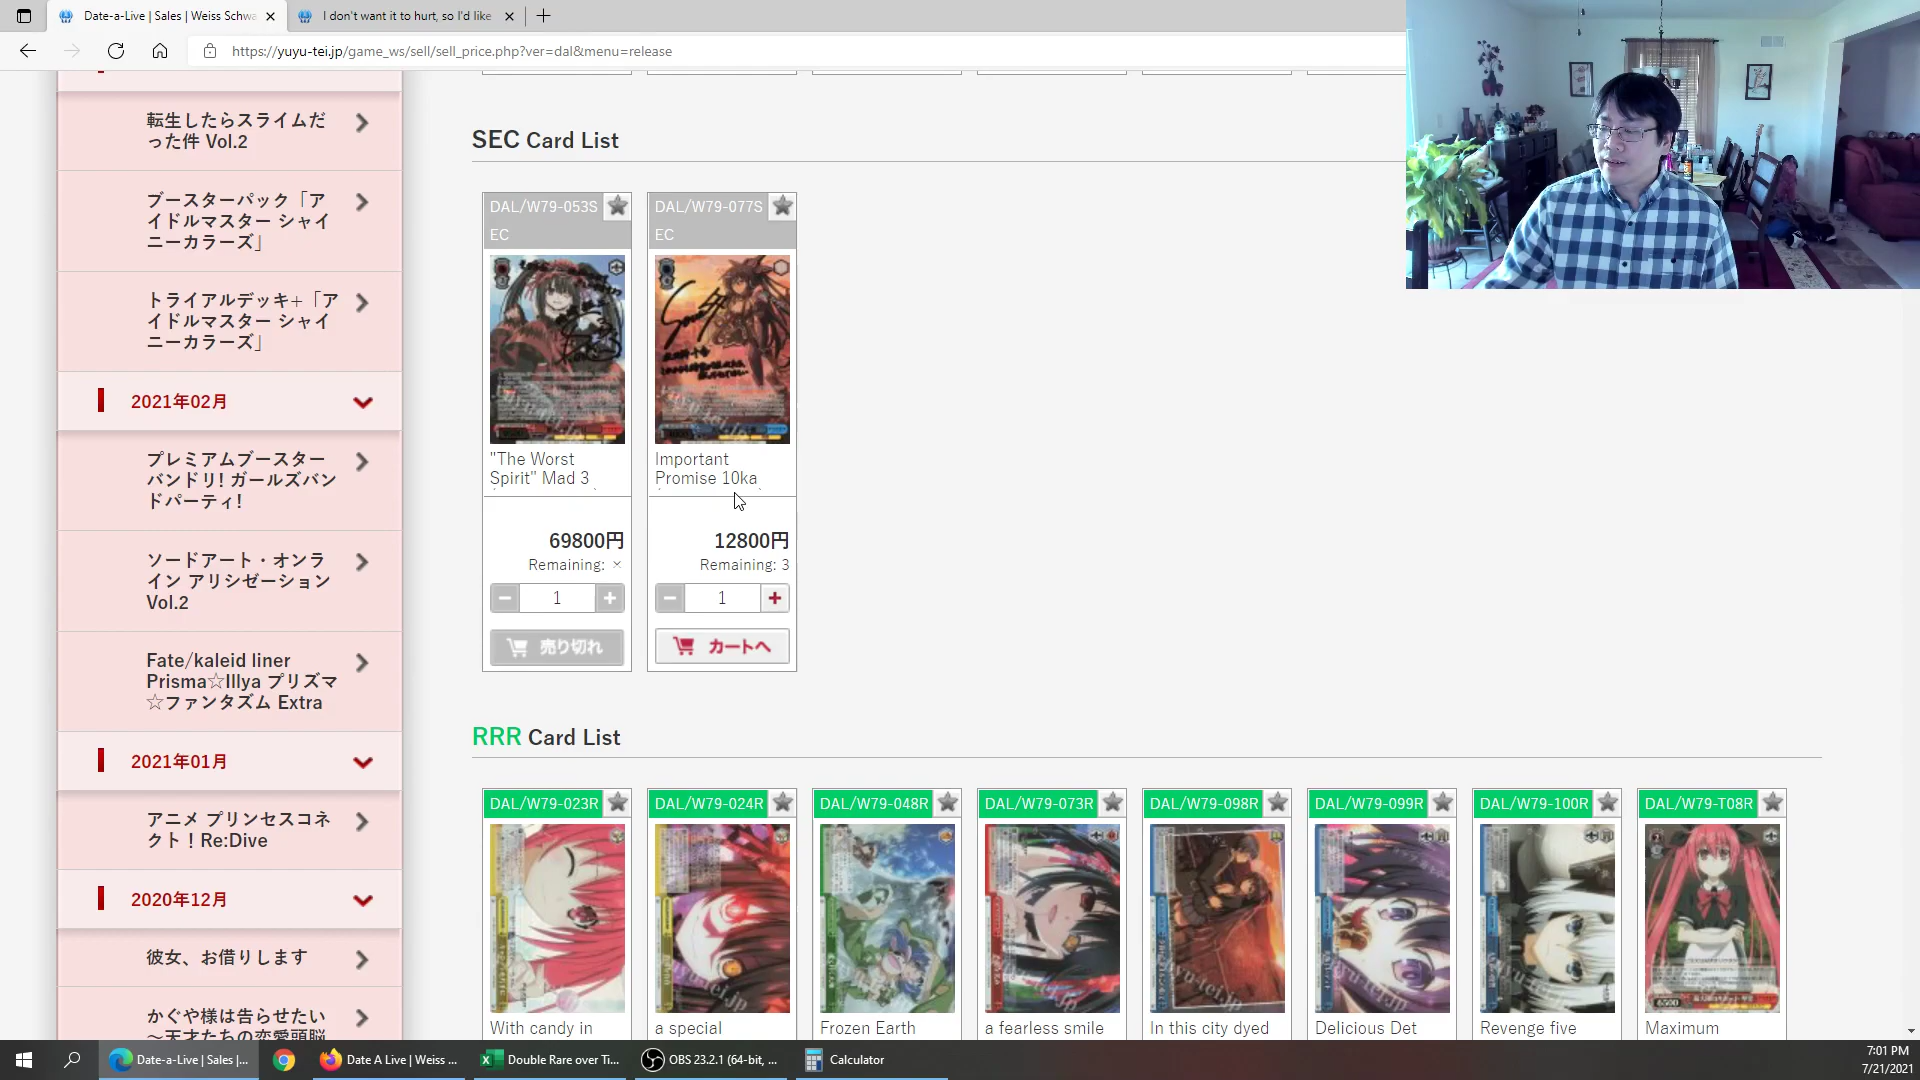 Date-a-Live | Sales | Weiss Schwa
I don't want it to hurt, so I'd like
https://yuyu-tei.jp/game_ws/sell/sell_price.php?ver=dal&menu=release
転生したらスライムだ
った件 Vol.2
ブースターパック「ア
イドルマスター シャイ
ニーカラーズ」
トライアルデッキ+「ア
イドルマスター シャイ
ニーカラーズ」
2021年02月
プレミアムブースター
バンドリ! ガールズバン
ドパーティ!
ソードアート・オンラ
イン アリシゼーション
Vol.2
Fate/kaleid liner
Prisma☆Illya プリズマ
☆ファンタズム Extra
2021年01月
アニメ プリンセスコネ
クト！Re:Dive
2020年12月
彼女、お借りします
かぐや様は告らせたい
～天才たちの恋愛頭脳
SEC Card List
DAL/W79-053S
EC
"The Worst
Spirit" Mad 3
69800円
Remaining: ×
1
売り切れ
DAL/W79-077S
EC
Important
Promise 10ka
12800円
Remaining: 3
1
カートへ
RRR Card List
DAL/W79-023R
DAL/W79-024R
DAL/W79-048R
DAL/W79-073R
DAL/W79-098R
DAL/W79-099R
DAL/W79-100R
DAL/W79-T08R
With candy in
a special
Frozen Earth
a fearless smile
In this city dyed
Delicious Det
Revenge five
Maximum
Date-a-Live | Sales |...
Date A Live | Weiss ...
Double Rare over Ti...
OBS 23.2.1 (64-bit, ...
Calculator
7:01 PM
7/21/2021